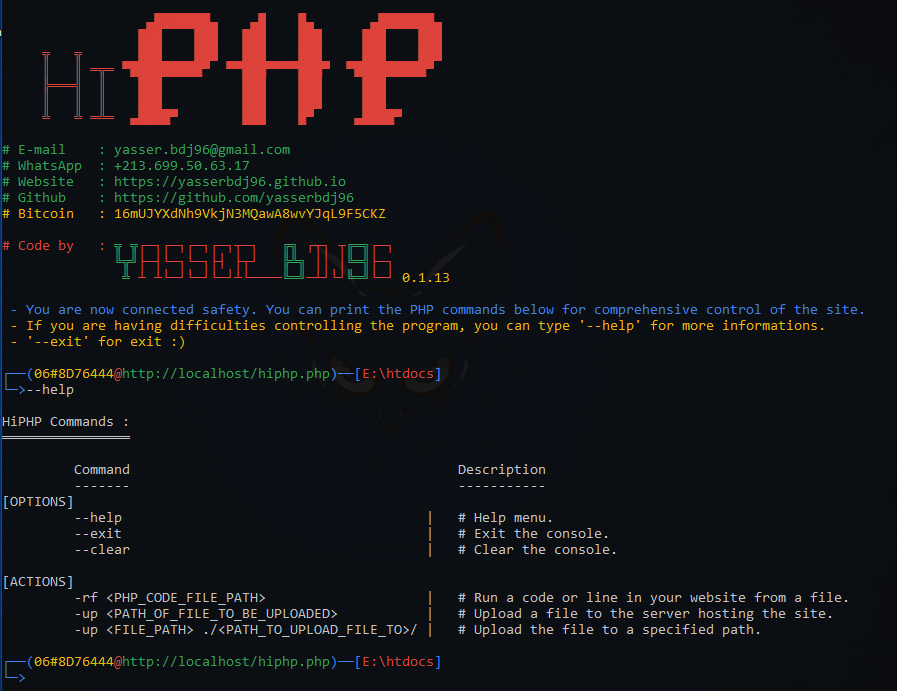 Hi PHP
# E-mail    : yasser.bdj96@gmail.com
# WhatsApp  : +213.699.50.63.17
# Website   : https://yasserbdj96.github.io
# Github    : https://github.com/yasserbdj96
# Bitcoin   : 16mUJYXdNh9VkjN3MQawA8wvYJqL9F5CKZ
# Code by   : YASSER BDJ96 0.1.13
- You are now connected safety. You can print the PHP commands below for comprehensive control of the site.
- If you are having difficulties controlling the program, you can type '--help' for more informations.
- '--exit' for exit :)
(06#8D76444@http://localhost/hiphp.php)—[E:\htdocs]
>--help
HiPHP Commands :
Command Description
------- -----------
[OPTIONS]
--help | # Help menu.
--exit | # Exit the console.
--clear | # Clear the console.
[ACTIONS]
-rf <PHP_CODE_FILE_PATH> | # Run a code or line in your website from a file.
-up <PATH_OF_FILE_TO_BE_UPLOADED> | # Upload a file to the server hosting the site.
-up <FILE_PATH> ./<PATH_TO_UPLOAD_FILE_TO>/ | # Upload the file to a specified path.
(06#8D76444@http://localhost/hiphp.php)—[E:\htdocs]
>